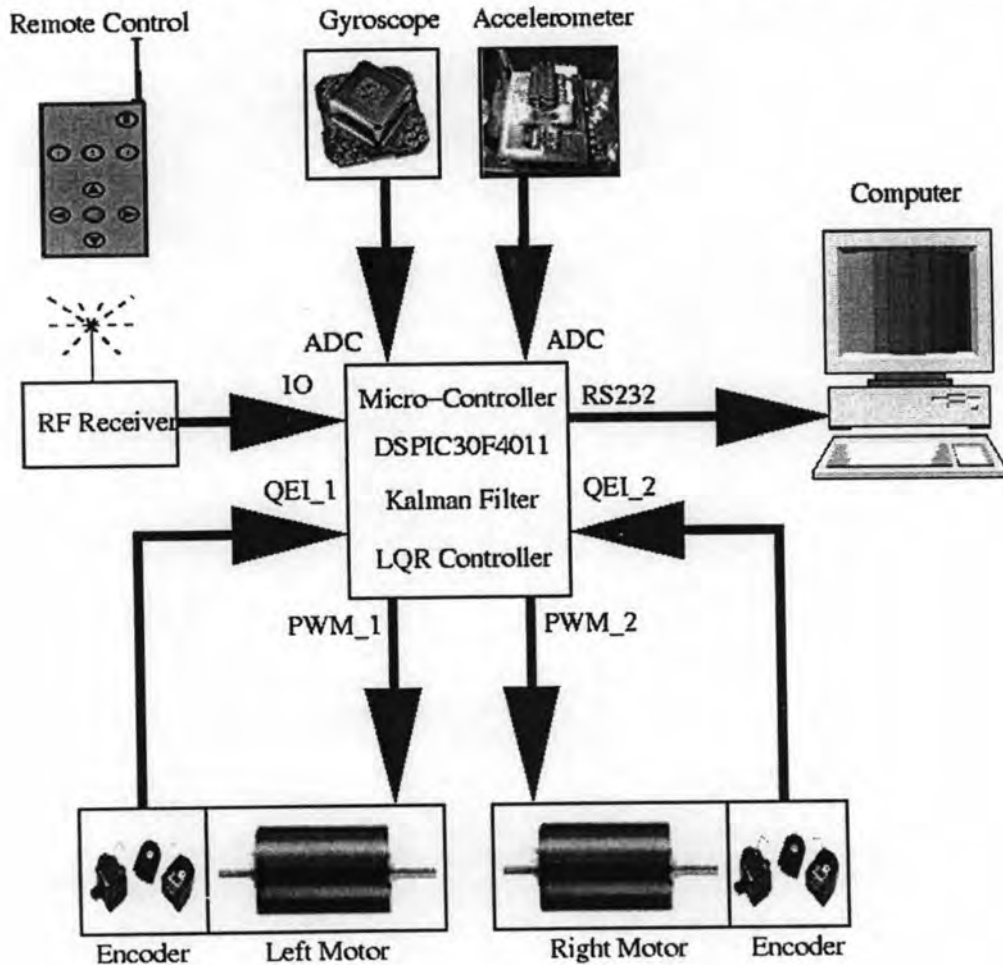 Remote Control
Gyroscope
Accelerometer
Computer
ADC
ADC
IO
RF Receiver
Micro-Controller
DSPIC30F4011
Kalman Filter
LQR Controller
RS232
QEI_1
QEI_2
PWM_1
PWM_2
Encoder
Left Motor
Right Motor
Encoder